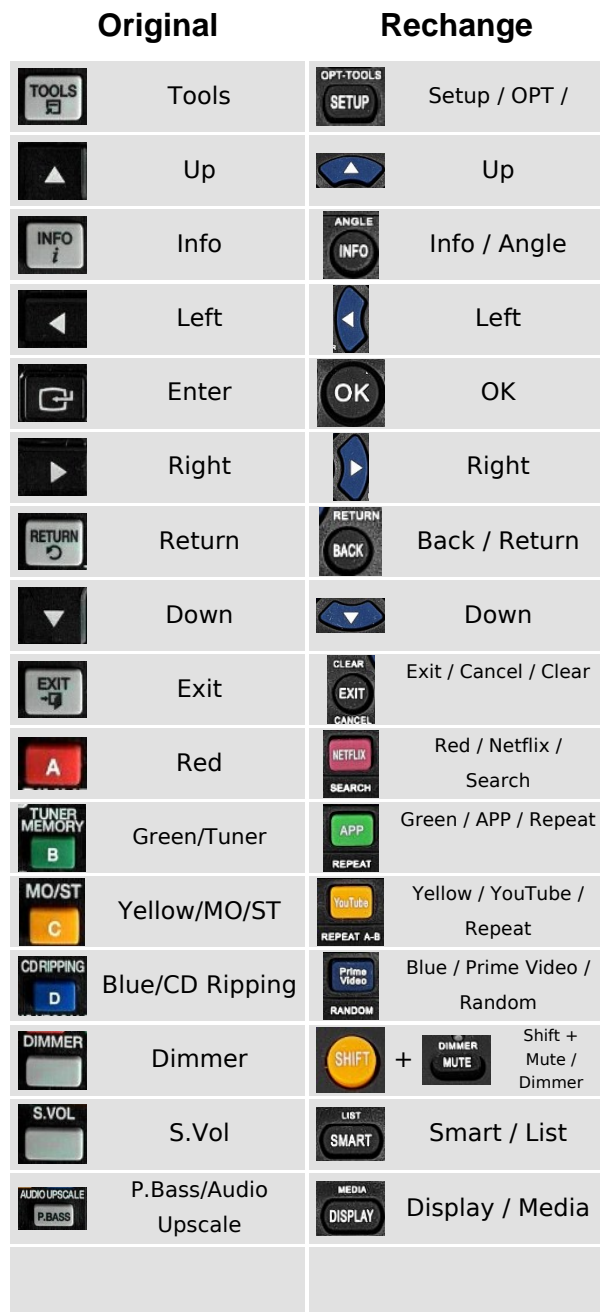 Original Rechange
TOOLS Tools OPT-TOOLS SETUP Setup / OPT /
Up Up
INFO i Info ANGLE INFO Info / Angle
Left Left
Enter OK OK
Right Right
RETURN Return RETURN BACK Back / Return
Down Down
EXIT Exit CLEAR EXIT CANCEL Exit / Cancel / Clear
A Red NETFLIX SEARCH Red / Netflix /
Search
TUNER MEMORY B Green/Tuner APP REPEAT Green / APP / Repeat
MO/ST C Yellow/MO/ST YouTube REPEAT A-B Yellow / YouTube /
Repeat
CD RIPPING D Blue/CD Ripping Prime Video RANDOM Blue / Prime Video /
Random
DIMMER Dimmer SHIFT + DIMMER MUTE Shift +
Mute /
Dimmer
S.VOL S.Vol LIST SMART Smart / List
AUDIO UPSCALE P.BASS P.Bass/Audio
Upscale MEDIA DISPLAY Display / Media